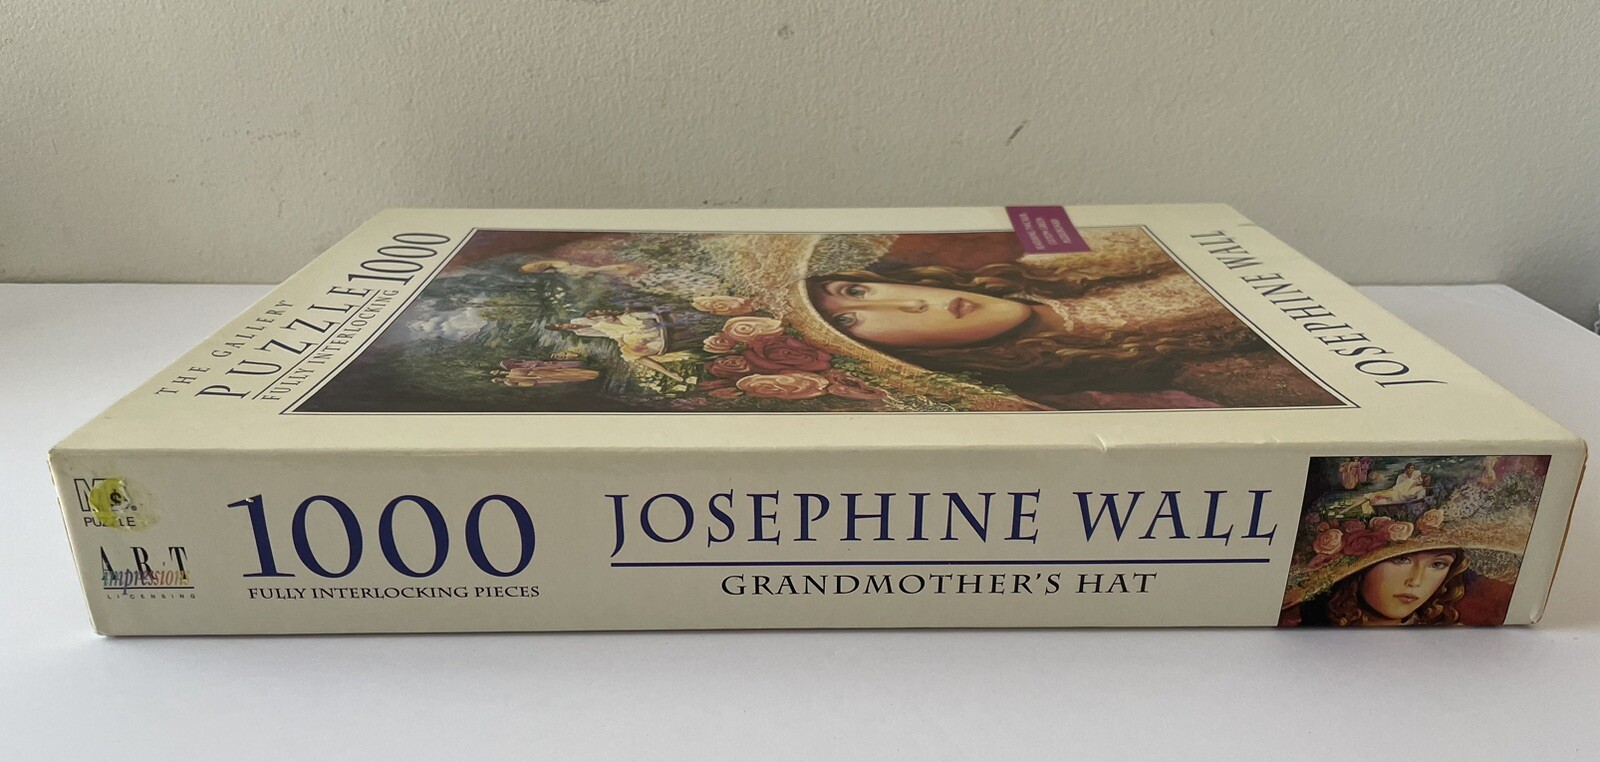 THE GALLERY
PUZZLE 1000
FULLY INTERLOCKING
JOSEPHINE WALL
$
PUZZLE
ART
impressions
LICENSING
1000
FULLY INTERLOCKING PIECES
JOSEPHINE WALL
GRANDMOTHER'S HAT